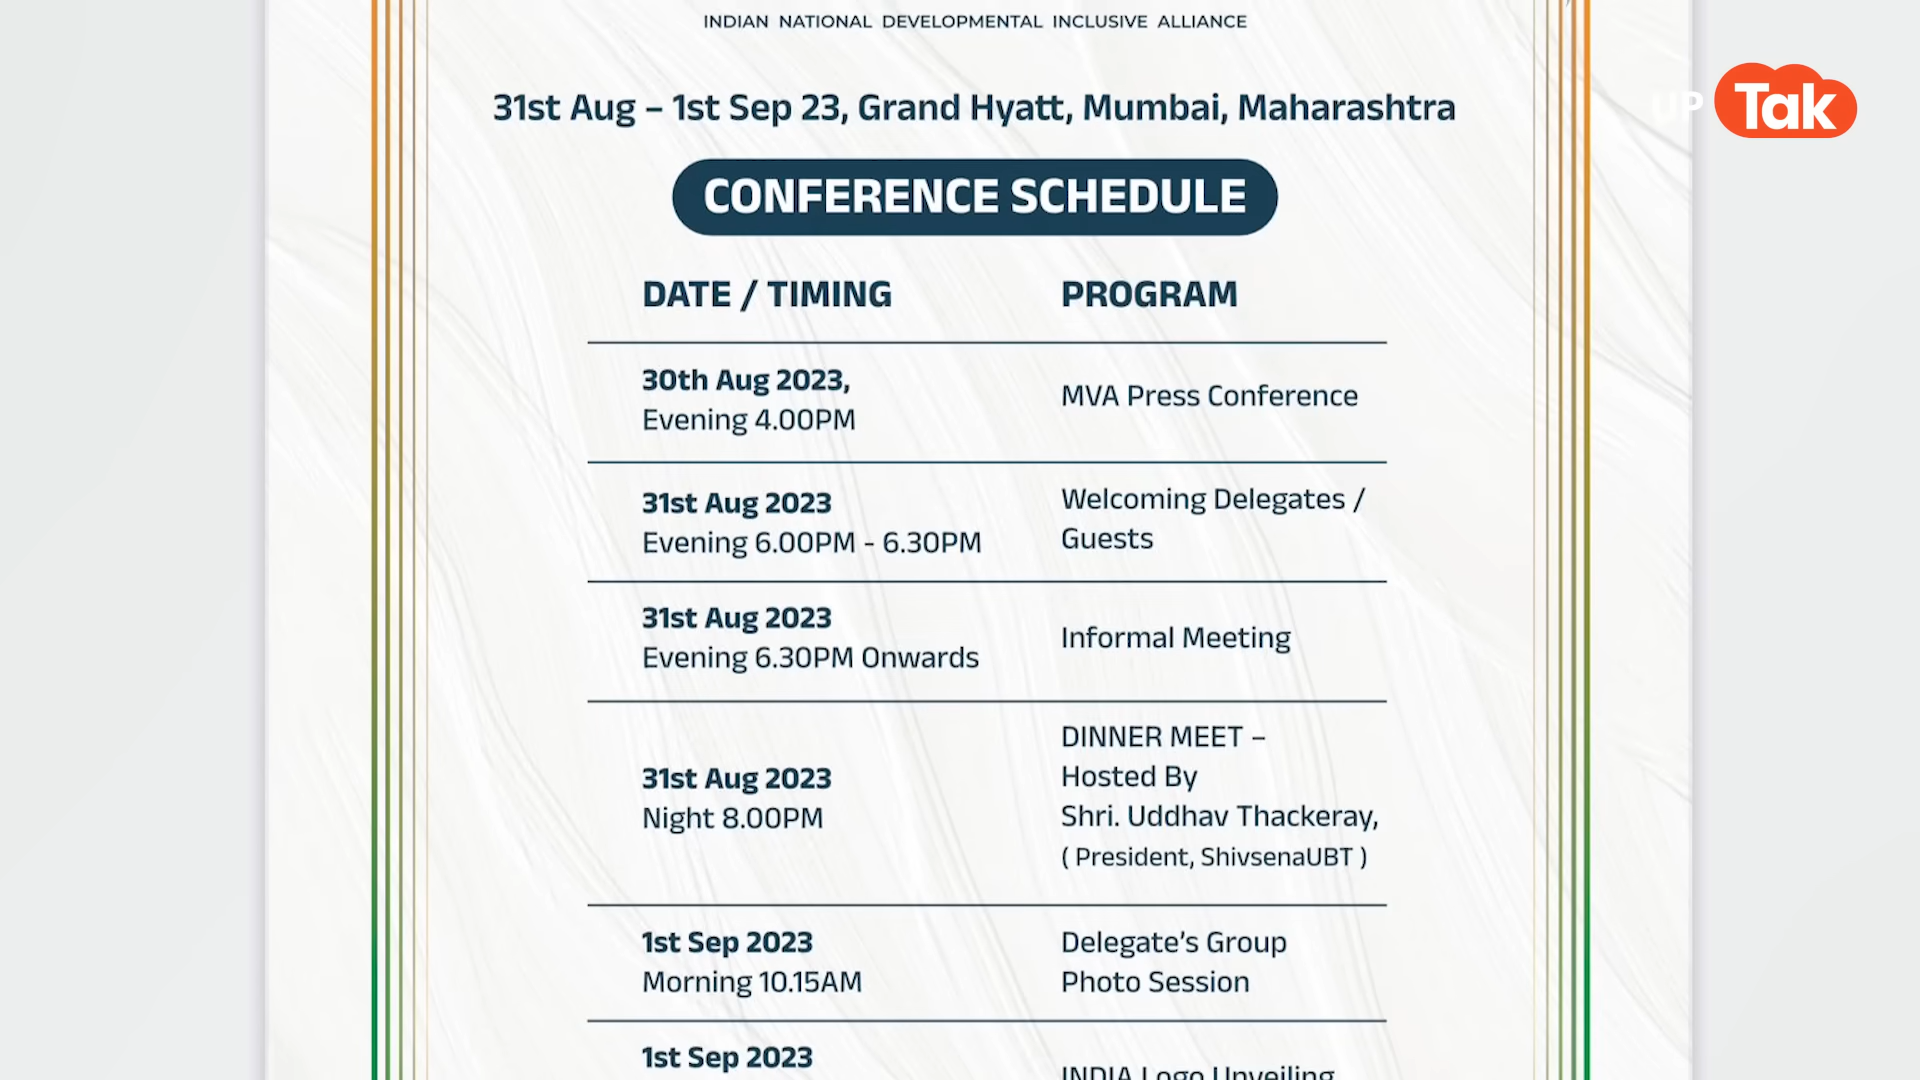 INDIAN NATIONAL DEVELOPMENTAL INCLUSIVE ALLIANCE
31st Aug – 1st Sep 23, Grand Hyatt, Mumbai, Maharashtra
UP Tak
CONFERENCE SCHEDULE
DATE / TIMING
PROGRAM
30th Aug 2023,
Evening 4.00PM
MVA Press Conference
31st Aug 2023
Evening 6.00PM - 6.30PM
Welcoming Delegates /
Guests
31st Aug 2023
Evening 6.30PM Onwards
Informal Meeting
31st Aug 2023
Night 8.00PM
DINNER MEET –
Hosted By
Shri. Uddhav Thackeray,
( President, ShivsenaUBT )
1st Sep 2023
Morning 10.15AM
Delegate's Group
Photo Session
1st Sep 2023
INDIA Logo Unveiling